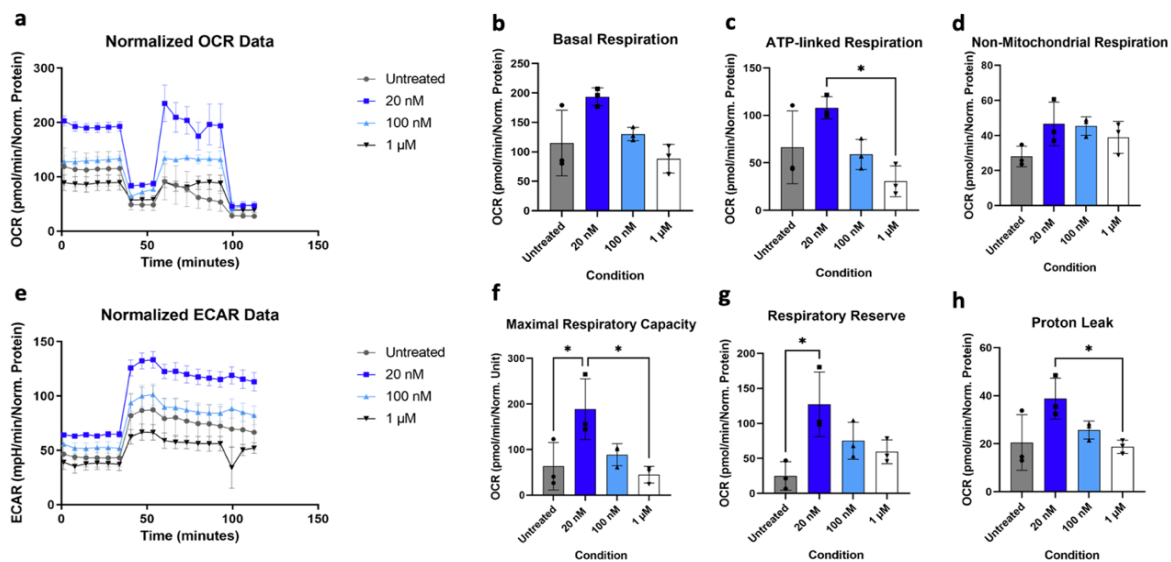 a
Normalized OCR Data
OCR (pmol/min/Norm. Protein)
300
200
100
0
0
50
100
150
Time (minutes)
Untreated
20 nM
100 nM
1 µM
b
Basal Respiration
OCR (pmol/min/Norm. Protein)
250
200
150
100
50
0
Untreated
20 nM
100 nM
1 µM
Condition
c
ATP-linked Respiration
OCR (pmol/min/Norm. Protein)
150
100
50
0
*
Untreated
20 nM
100 nM
1 µM
Condition
d
Non-Mitochondrial Respiration
OCR (pmol/min/Norm. Protein)
80
60
40
20
0
Untreated
20 nM
100 nM
1 µM
Condition
e
Normalized ECAR Data
ECAR (mpH/min/Norm. Protein)
150
100
50
0
0
50
100
150
Time (minutes)
Untreated
20 nM
100 nM
1 µM
f
Maximal Respiratory Capacity
OCR (pmol/min/Norm. Unit)
300
200
100
0
*
*
Untreated
20 nM
100 nM
1 µM
Condition
g
Respiratory Reserve
OCR (pmol/min/Norm. Protein)
200
150
100
50
0
*
Untreated
20 nM
100 nM
1 µM
Condition
h
Proton Leak
OCR (pmol/min/Norm. Protein)
60
40
20
0
*
Untreated
20 nM
100 nM
1 µM
Condition